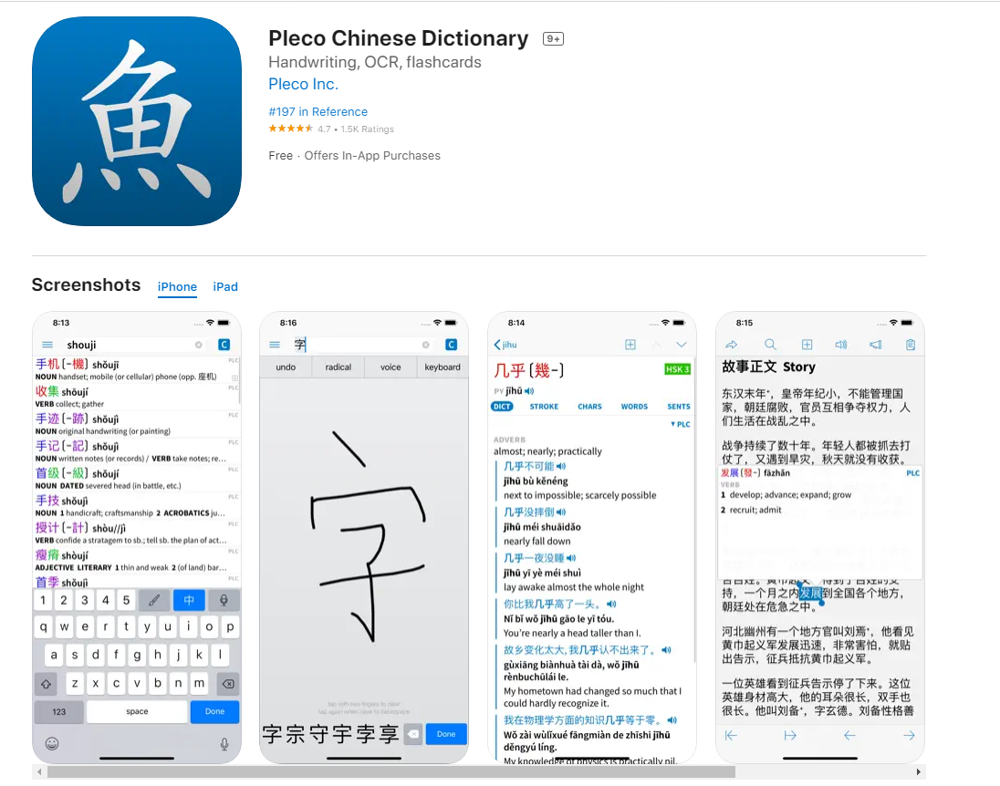 魚
Pleco Chinese Dictionary 9+
Handwriting, OCR, flashcards
Pleco Inc.
#197 in Reference
4.7 • 1.5K Ratings
Free · Offers In-App Purchases
Screenshots iPhone iPad
8:13
shouji C
手机 [-機] shǒujī PLC
NOUN handset; mobile (or cellular) phone (opp. 座机)
收集 shōují PLC
VERB collect; gather
手迹 [-跡] shǒujì PLC
NOUN original handwriting (or painting)
手记 [-記] shǒujì PLC
NOUN written notes (or records) / VERB take notes; re…
首级 [-級] shǒují PLC
NOUN DATED severed head (in battle, etc.)
手技 shǒujì PLC
NOUN 1 handicraft; craftsmanship 2 ACROBATICS ju…
授计 [-計] shòu//jì PLC
VERB confide a stratagem to sb.; tell sb. the plan of act…
瘦瘠 shòují PLC
ADJECTIVE LITERARY 1 thin and weak 2 (of land) bar…
首季 shǒujì PLC
1 2 3 4 5 中
q w e r t y u i o p
a s d f g h j k l
z x c v b n m
123 space Done
8:16
字 C
undo radical voice keyboard
字
tap with two fingers to clear
tap again when done to backspace
字 宗 守 宇 孛 享 Done
8:14
jihu
几乎 [幾-] HSK 3
PY jīhū
DICT STROKE CHARS WORDS SENTS
▼ PLC
ADVERB
almost; nearly; practically
几乎不可能
jīhū bù kěnéng
next to impossible; scarcely possible
几乎没摔倒
jīhū méi shuāidǎo
nearly fall down
几乎一夜没睡
jīhū yī yè méi shuì
lay awake almost the whole night
你比我几乎高了一头。
Nǐ bǐ wǒ jīhū gāo le yī tóu.
You're nearly a head taller than I.
故乡变化太大, 我几乎认不出来了。
gùxiāng biànhuà tài dà, wǒ jīhū
rènbuchūlái le.
My hometown had changed so much that I
could hardly recognize it.
我在物理学方面的知识几乎等于零。
Wǒ zài wùlǐxué fāngmiàn de zhīshi jīhū
děngyú líng.
My knowledge of physics is practically nil.
8:15
故事正文 Story
东汉末年*，皇帝年纪小，不能管理国
家，朝廷腐败，官员互相争夺权力，人
们生活在战乱之中。
战争持续了数十年。年轻人都被抓去打
仗了，又遇到旱灾，秋天就没有收获。
发展 [發-] fāzhǎn PLC
VERB
1 develop; advance; expand; grow
2 recruit; admit
持，一个月之内发展到全国各个地方，
朝廷处在危急之中。
河北幽州有一个地方官叫刘焉*，他看见
黄巾起义军发展迅速，非常害怕，就贴
出告示，征兵抵抗黄巾起义军。
一位英雄看到征兵告示停了下来。这位
英雄身材高大，他的耳朵很长，双手也
很长。他叫刘备*，字玄德。刘备性格善